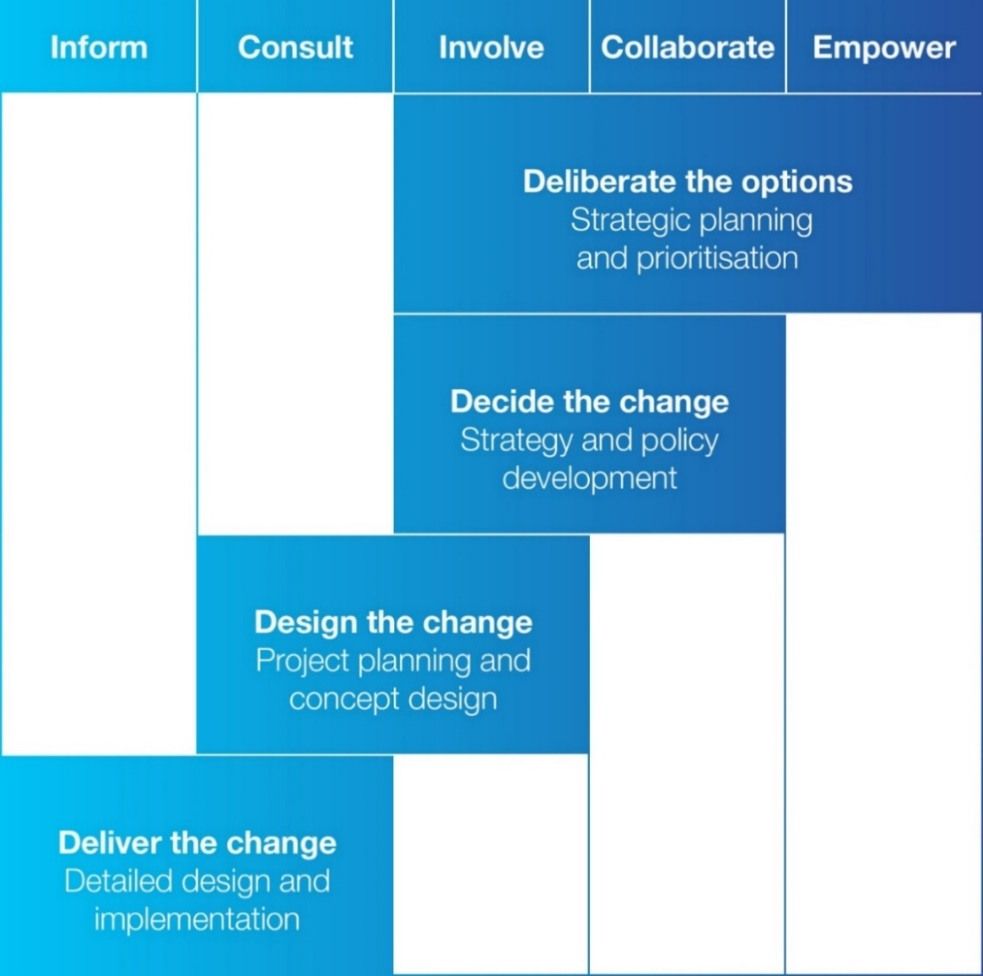 Inform Consult Involve Collaborate Empower
Deliberate the options
Strategic planning
and prioritisation
Decide the change
Strategy and policy
development
Design the change
Project planning and
concept design
Deliver the change
Detailed design and
implementation